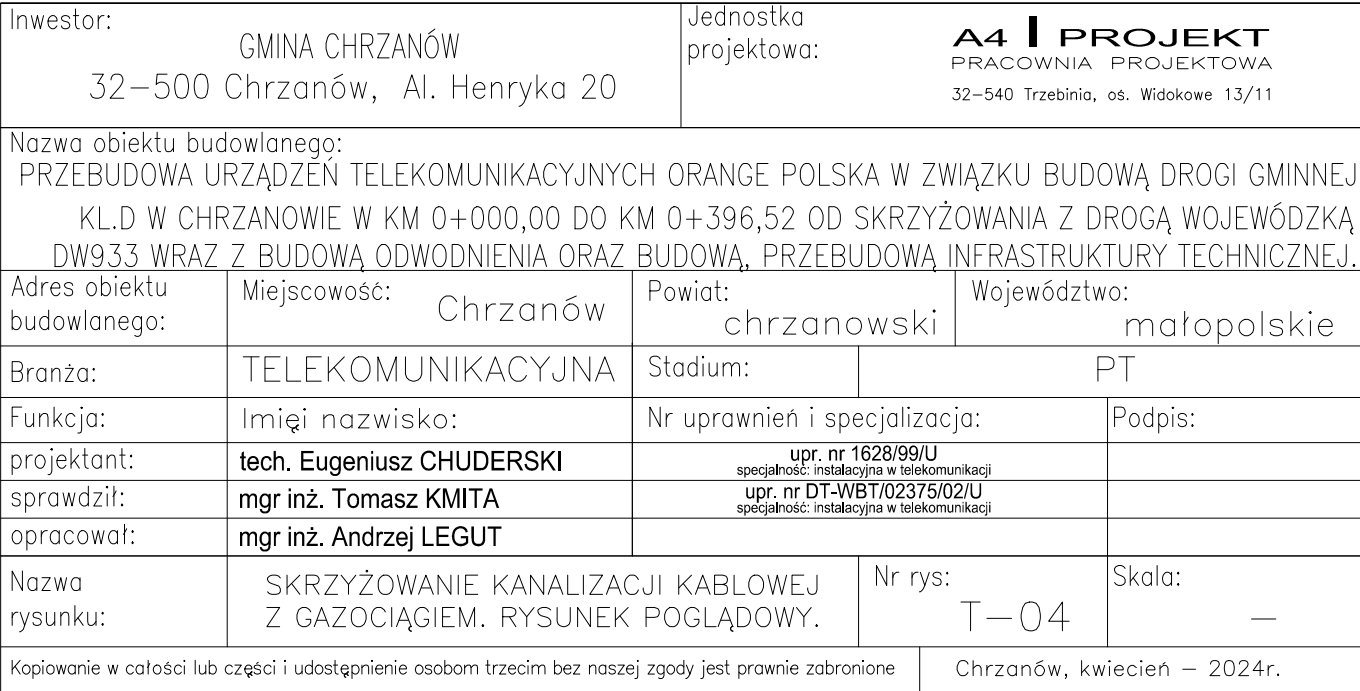 Inwestor:
GMINA CHRZANÓW
32-500 Chrzanów, Al. Henryka 20
Jednostka
projektowa:
A4 | PROJEKT
PRACOWNIA PROJEKTOWA
32-540 Trzebinia, oś. Widokowe 13/11
Nazwa obiektu budowlanego:
PRZEBUDOWA URZĄDZEŃ TELEKOMUNIKACYJNYCH ORANGE POLSKA W ZWIĄZKU BUDOWĄ DROGI GMINNEJ
KL.D W CHRZANOWIE W KM 0+000,00 DO KM 0+396,52 OD SKRZYŻOWANIA Z DROGĄ WOJEWÓDZKĄ
DW933 WRAZ Z BUDOWĄ ODWODNIENIA ORAZ BUDOWĄ, PRZEBUDOWĄ INFRASTRUKTURY TECHNICZNEJ.
Adres obiektu
budowlanego:
Miejscowość:
Chrzanów
Powiat:
chrzanowski
Województwo:
małopolskie
Branża:
TELEKOMUNIKACYJNA
Stadium:
PT
Funkcja:
Imięi nazwisko:
Nr uprawnień i specjalizacja:
Podpis:
projektant:
tech. Eugeniusz CHUDERSKI
upr. nr 1628/99/U
specjalność: instalacyjna w telekomunikacji
sprawdził:
mgr inż. Tomasz KMITA
upr. nr DT-WBT/02375/02/U
specjalność: instalacyjna w telekomunikacji
opracował:
mgr inż. Andrzej LEGUT
Nazwa
rysunku:
SKRZYŻOWANIE KANALIZACJI KABLOWEJ
Z GAZOCIĄGIEM. RYSUNEK POGLĄDOWY.
Nr rys:
T-04
Skala:
—
Kopiowanie w całości lub części i udostępnienie osobom trzecim bez naszej zgody jest prawnie zabronione
Chrzanów, kwiecień - 2024r.